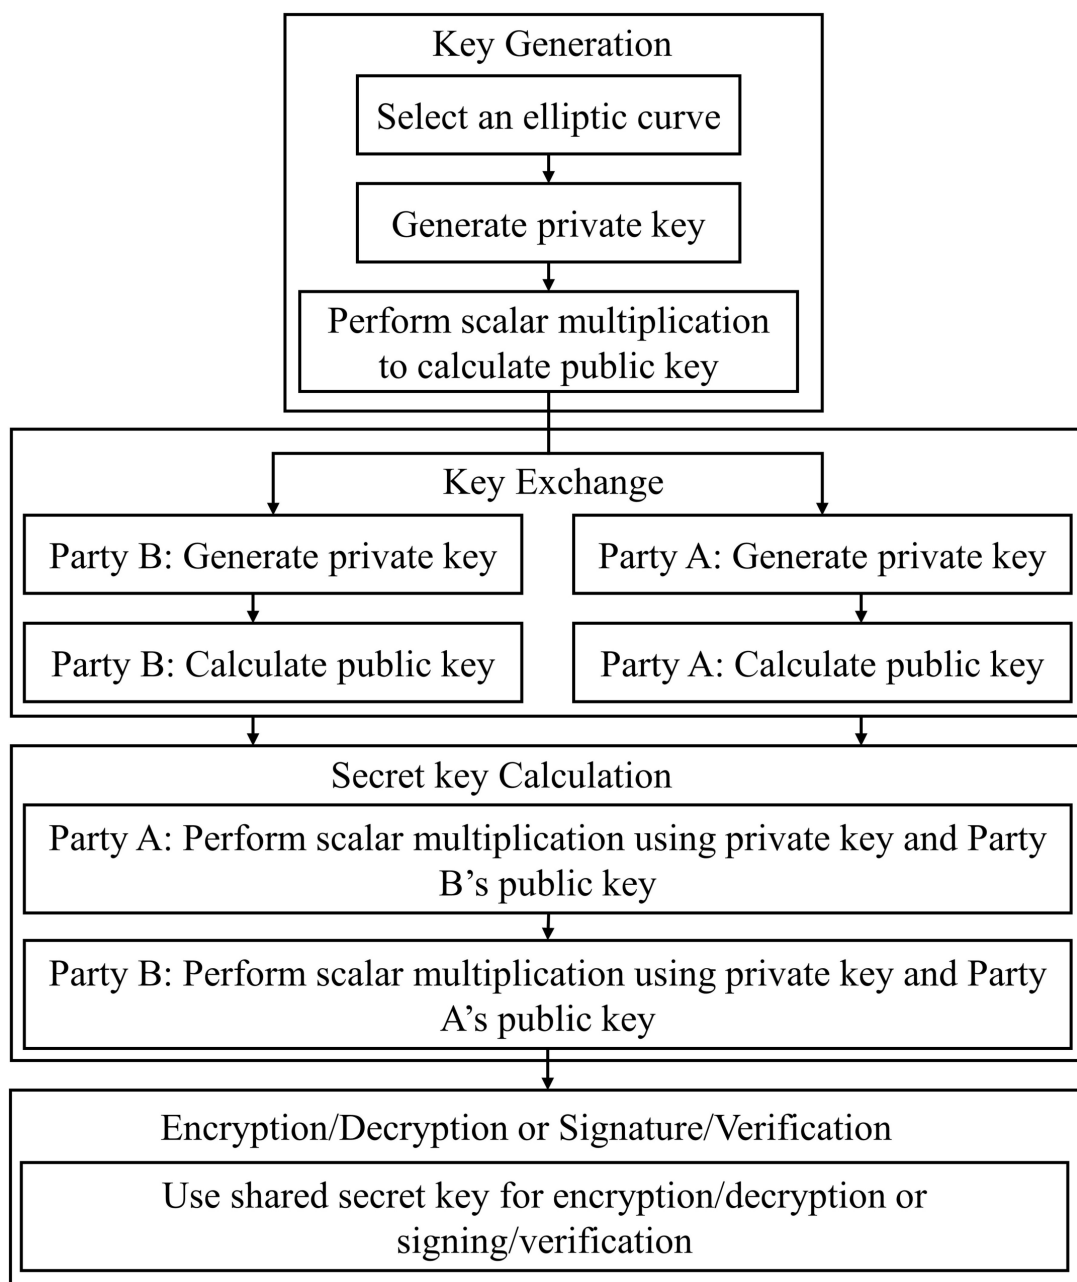 Key Generation
Select an elliptic curve
Generate private key
Perform scalar multiplication
to calculate public key
Key Exchange
Party B: Generate private key
Party A: Generate private key
Party B: Calculate public key
Party A: Calculate public key
Secret key Calculation
Party A: Perform scalar multiplication using private key and Party
B’s public key
Party B: Perform scalar multiplication using private key and Party
A’s public key
Encryption/Decryption or Signature/Verification
Use shared secret key for encryption/decryption or
signing/verification